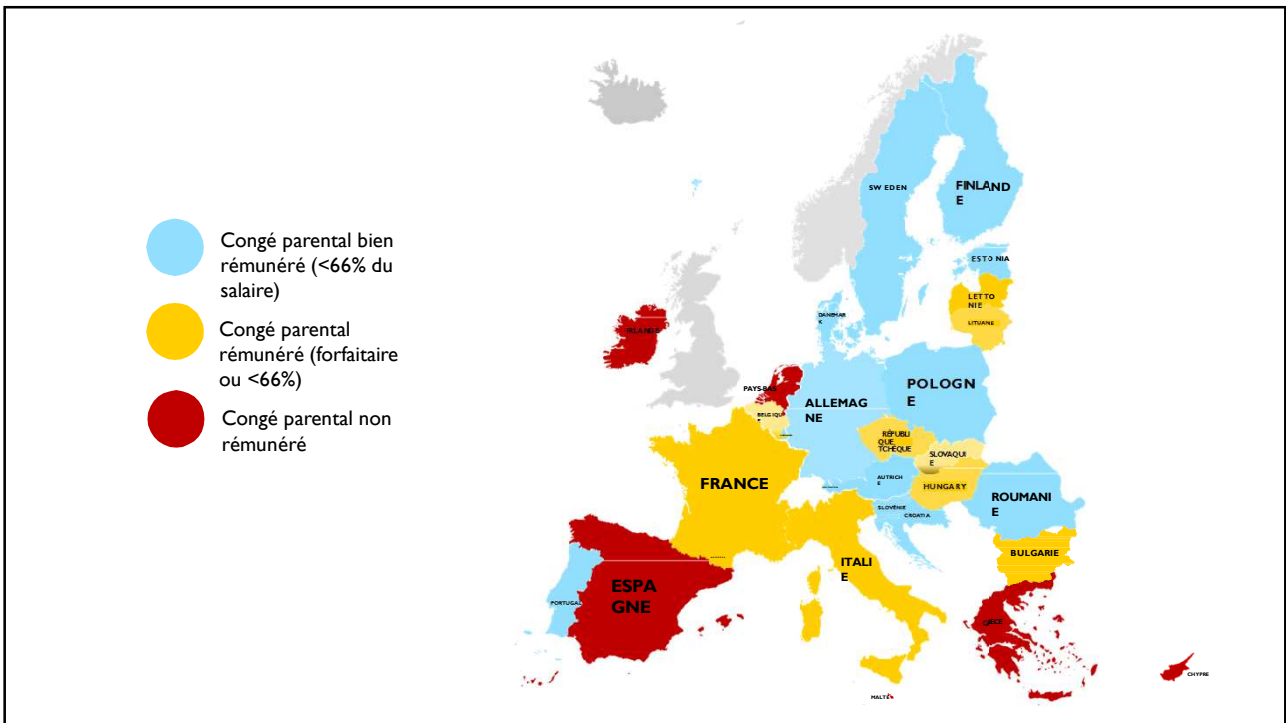 Congé parental bien
rémunéré (<66% du
salaire)
Congé parental
rémunéré (forfaitaire
ou <66%)
Congé parental non
rémunéré
SW EDEN
FINLAND
E
ESTO NIA
LETTO
NIE
LITUANE
DANEMAR
K
IRLANDE
PAYS-BAS
BELGIQU
E
ALLEMAG
NE
POLOGN
E
RÉPUBLI
QUE
TCHÈQUE
SLOVAQUI
E
AUTRICH
E
HUNGARY
FRANCE
SLOVÉNIE
CROATIA
ROUMANI
E
BULGARIE
ITALI
E
ESPA
GNE
PORTUGAL
CHYPRE
MALTE